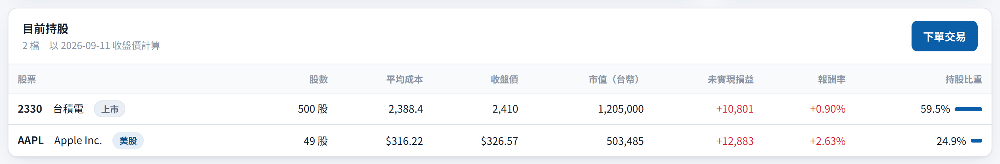 目前持股
2 檔 以 2026-09-11 收盤價計算
下單交易
股票 股數 平均成本 收盤價 市值（台幣） 未實現損益 報酬率 持股比重
2330 台積電 上市 500 股 2,388.4 2,410 1,205,000 +10,801 +0.90% 59.5%
AAPL Apple Inc. 美股 49 股 $316.22 $326.57 503,485 +12,883 +2.63% 24.9%